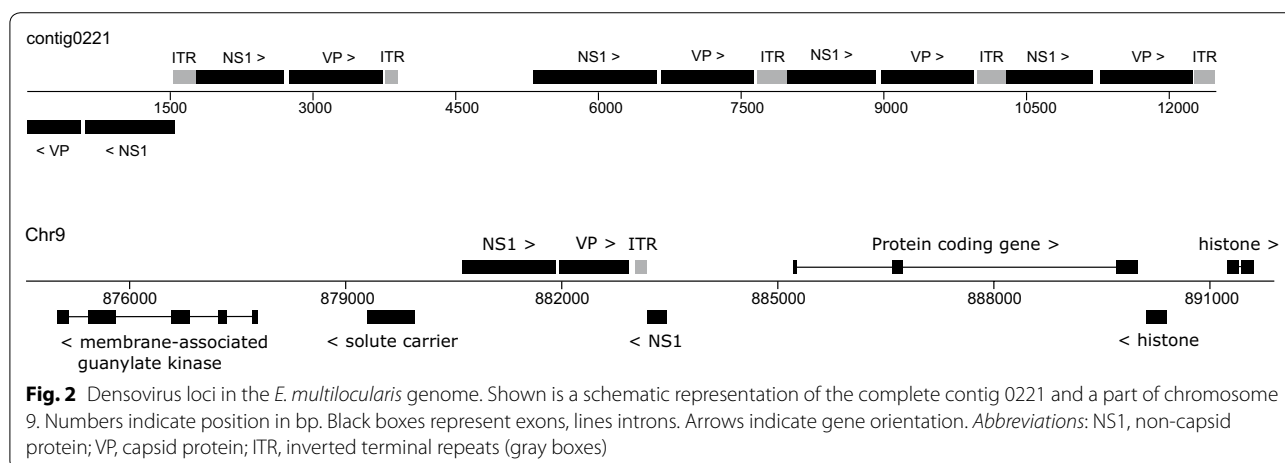 contig0221
ITR NS1 > VP > ITR NS1 > VP > ITR NS1 > VP > ITR NS1 > VP > ITR
1500 3000 4500 6000 7500 9000 10500 12000
< VP < NS1
Chr9
NS1 > VP > ITR Protein coding gene > histone >
876000 879000 882000 885000 888000 891000
< membrane-associated guanylate kinase < solute carrier < NS1 < histone
Fig. 2 Densovirus loci in the E. multilocularis genome. Shown is a schematic representation of the complete contig 0221 and a part of chromosome
9. Numbers indicate position in bp. Black boxes represent exons, lines introns. Arrows indicate gene orientation. Abbreviations: NS1, non-capsid
protein; VP, capsid protein; ITR, inverted terminal repeats (gray boxes)